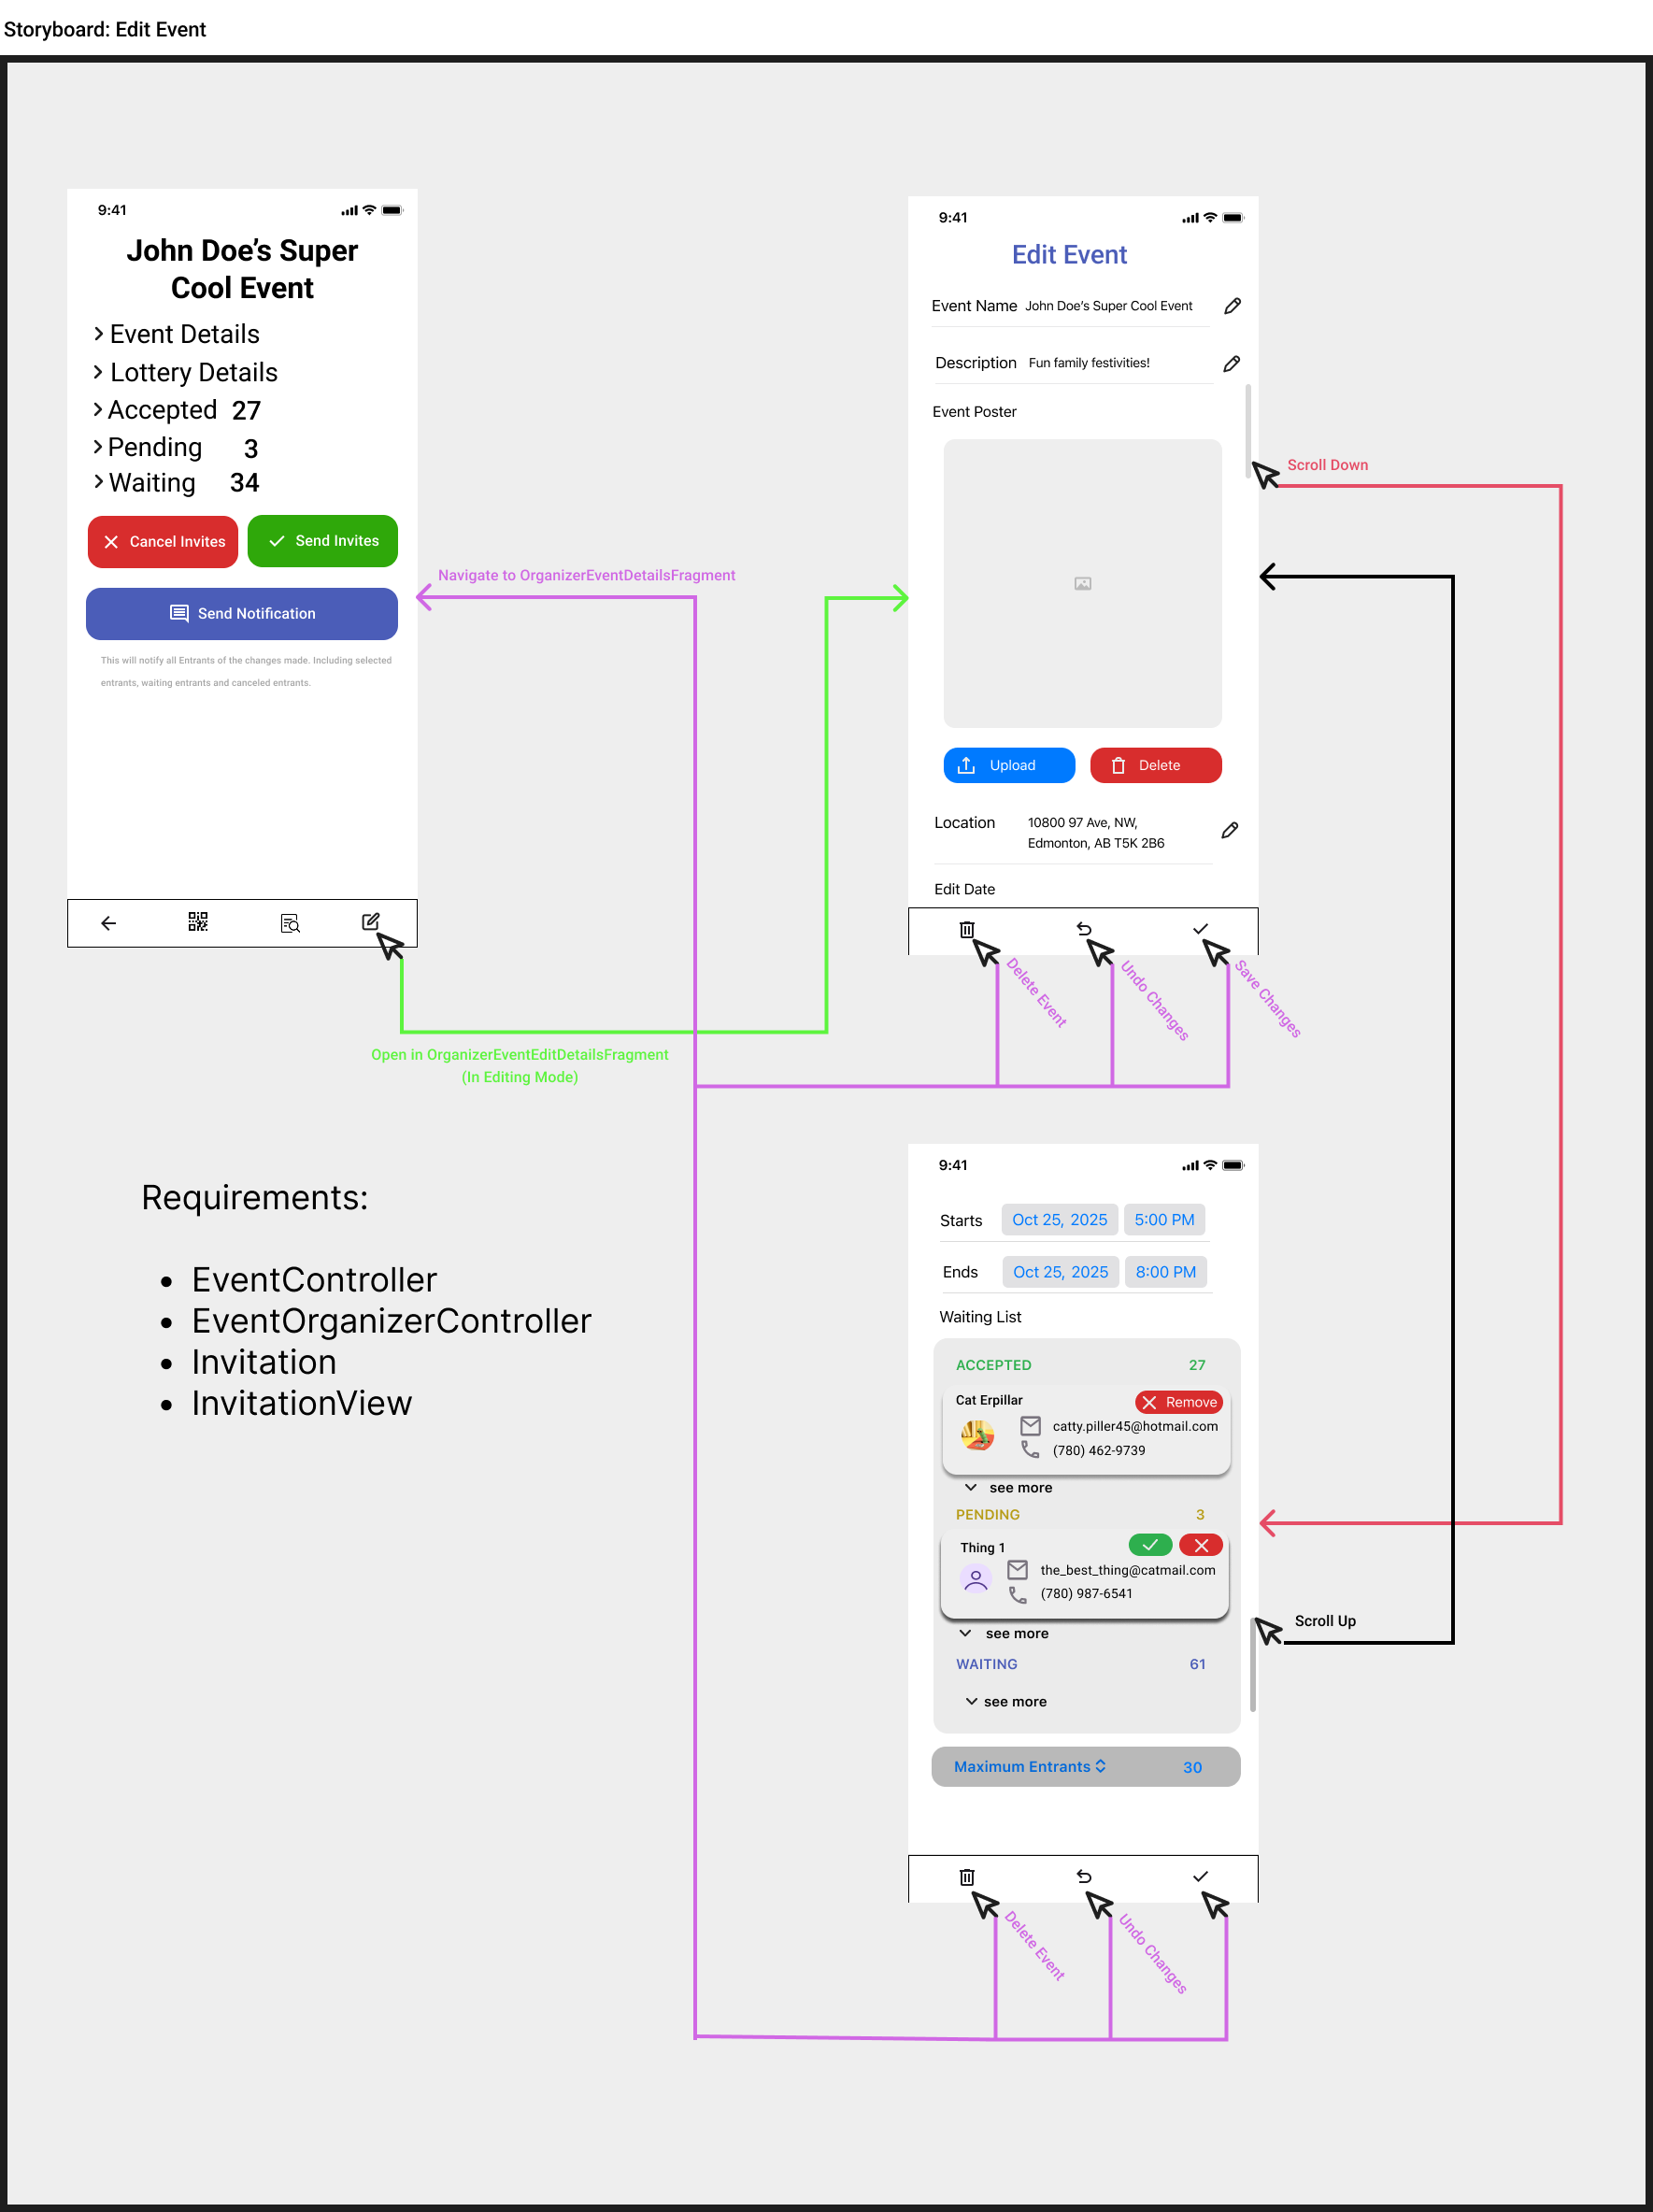 Storyboard: Edit Event
9:41
John Doe’s Super
Cool Event
Event Details
Lottery Details
Accepted 27
Pending 3
Waiting 34
Cancel Invites
Send Invites
Send Notification
This will notify all Entrants of the changes made. Including selected
entrants, waiting entrants and canceled entrants.
Navigate to OrganizerEventDetailsFragment
Open in OrganizerEventEditDetailsFragment
(In Editing Mode)
9:41
Edit Event
Event Name John Doe’s Super Cool Event
Description Fun family festivities!
Event Poster
Upload
Delete
Location 10800 97 Ave, NW,
Edmonton, AB T5K 2B6
Edit Date
Scroll Down
Delete Event
Undo Changes
Save Changes
Requirements:
• EventController
• EventOrganizerController
• Invitation
• InvitationView
9:41
Starts Oct 25, 2025 5:00 PM
Ends Oct 25, 2025 8:00 PM
Waiting List
ACCEPTED 27
Cat Erpillar
Remove
catty.piller45@hotmail.com
(780) 462-9739
see more
PENDING 3
Thing 1
the_best_thing@catmail.com
(780) 987-6541
see more
WAITING 61
see more
Maximum Entrants 30
Scroll Up
Delete Event
Undo Changes